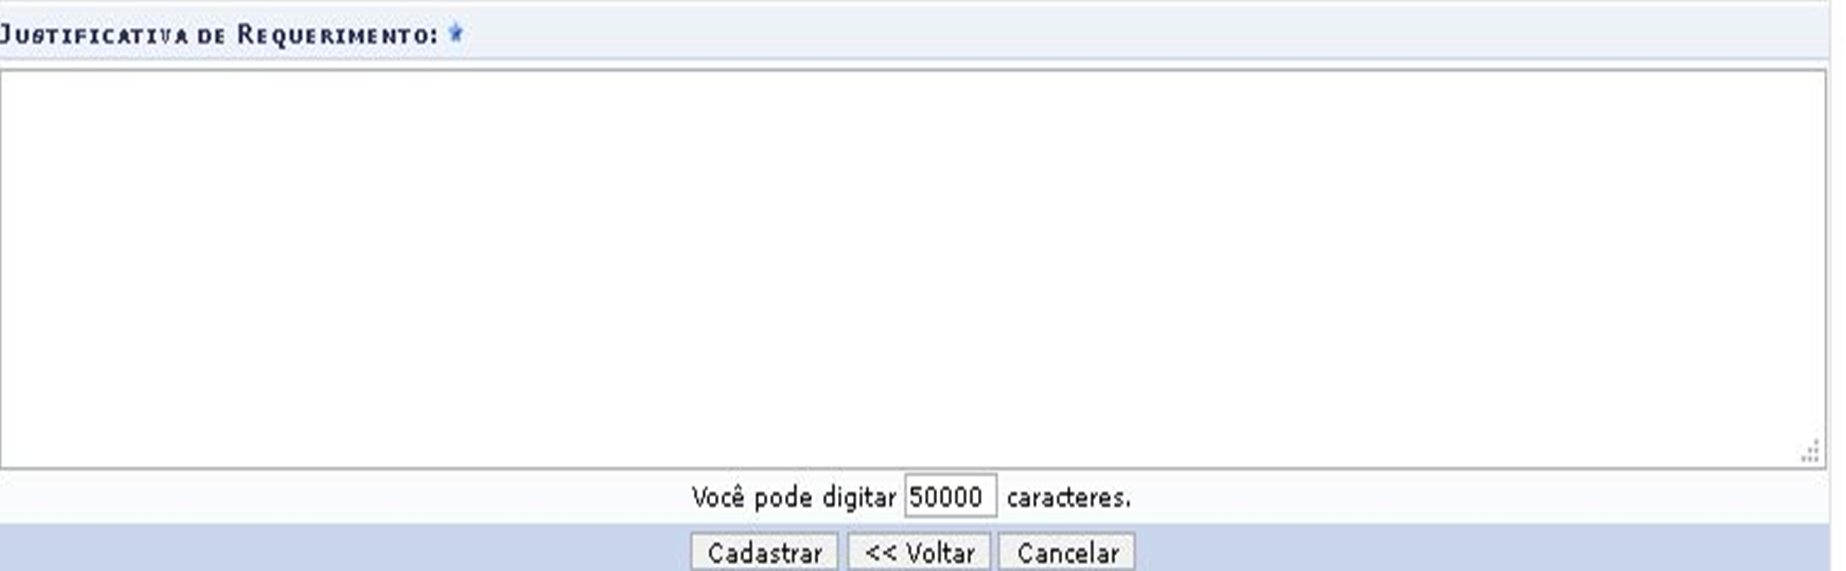 Justificativa de Requerimento:
Você pode digitar 50000 caracteres.
Cadastrar << Voltar Cancelar